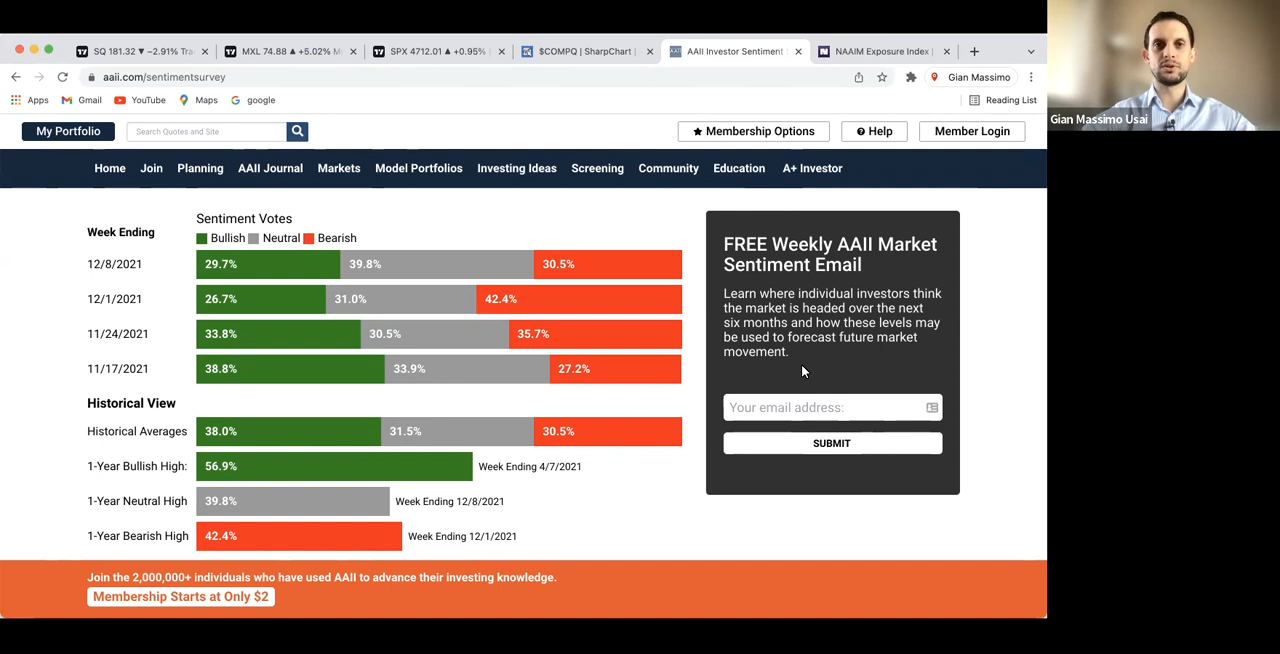 SQ 181.32 ▼ −2.91% Tra
MXL 74.88 ▲ +5.02% M
SPX 4712.01 ▲ +0.95%
$COMPQ | SharpChart |
AAII Investor Sentiment
NAAIM Exposure Index |
aaii.com/sentimentsurvey
Gian Massimo
Apps
Gmail
YouTube
Maps
google
Reading List
My Portfolio
Search Quotes and Site
Membership Options
Help
Member Login
Home
Join
Planning
AAII Journal
Markets
Model Portfolios
Investing Ideas
Screening
Community
Education
A+ Investor
Week Ending
Sentiment Votes
Bullish Neutral Bearish
12/8/2021 29.7% 39.8% 30.5%
12/1/2021 26.7% 31.0% 42.4%
11/24/2021 33.8% 30.5% 35.7%
11/17/2021 38.8% 33.9% 27.2%
Historical View
Historical Averages 38.0% 31.5% 30.5%
1-Year Bullish High: 56.9% Week Ending 4/7/2021
1-Year Neutral High 39.8% Week Ending 12/8/2021
1-Year Bearish High 42.4% Week Ending 12/1/2021
FREE Weekly AAII Market
Sentiment Email
Learn where individual investors think
the market is headed over the next
six months and how these levels may
be used to forecast future market
movement.
Your email address:
SUBMIT
Join the 2,000,000+ individuals who have used AAII to advance their investing knowledge.
Membership Starts at Only $2
Gian Massimo Usai